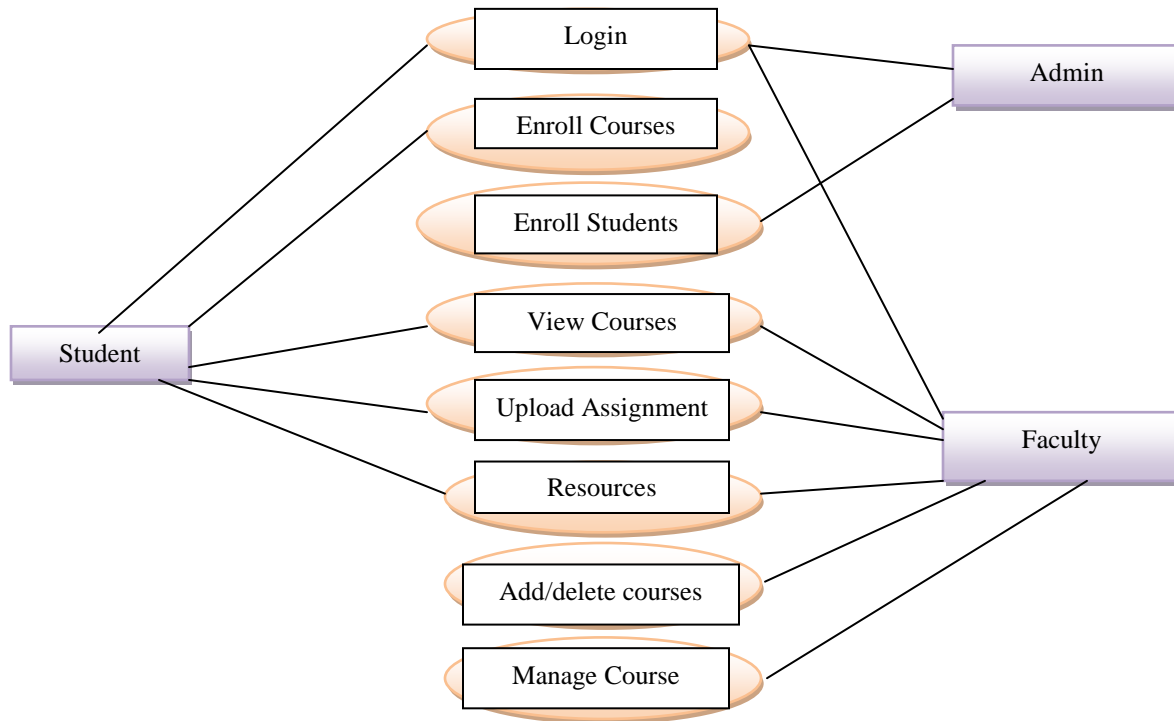 Login
Admin
Enroll Courses
Enroll Students
View Courses
Student
Upload Assignment
Faculty
Resources
Add/delete courses
Manage Course